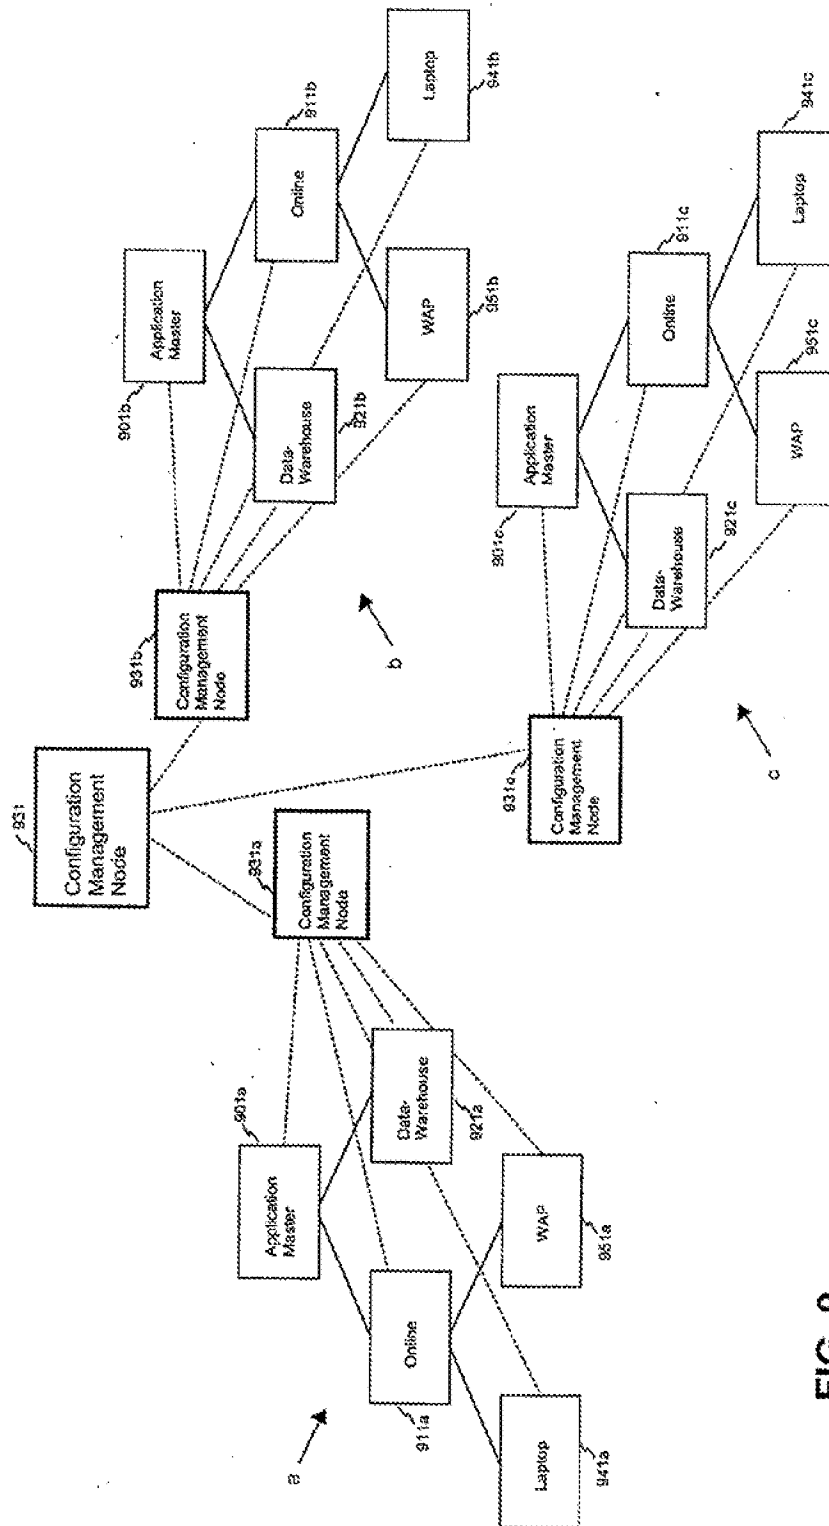 931
Configuration
Management
Node
a
901a
Application
Master
911a
Online
921a
Data-
Warehouse
941a
Laptop
951a
WAP
931a
Configuration
Management
Node
931b
Configuration
Management
Node
b
901b
Application
Master
911b
Online
921b
Data-
Warehouse
951b
WAP
941b
Laptop
931c
Configuration
Management
Node
c
901c
Application
Master
911c
Online
921c
Data-
Warehouse
951c
WAP
941c
Laptop
FIG. 9